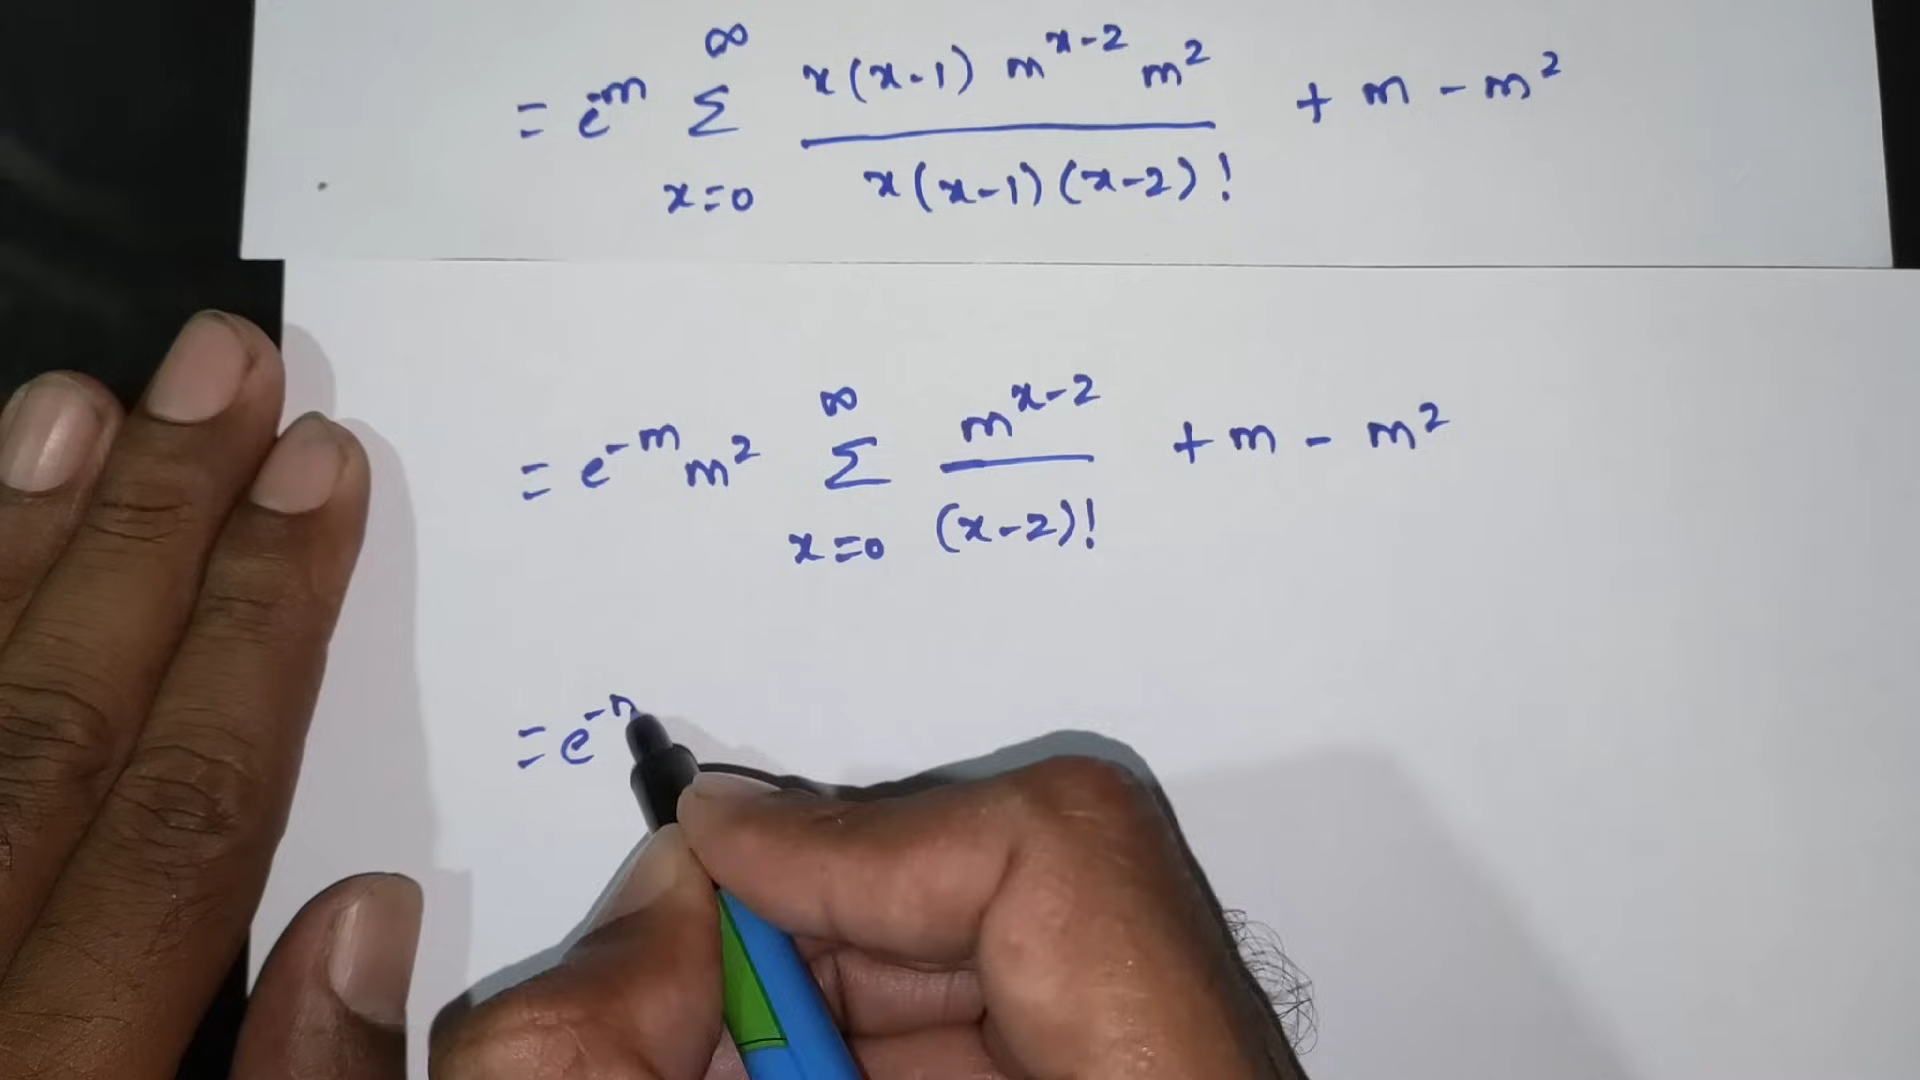 ∞
= e^-m Σ x(x-1) m^x-2 m^2 / x(x-1)(x-2)! + m - m^2
x=0
∞
= e^-m m^2 Σ m^x-2 / (x-2)! + m - m^2
x=0
= e^-